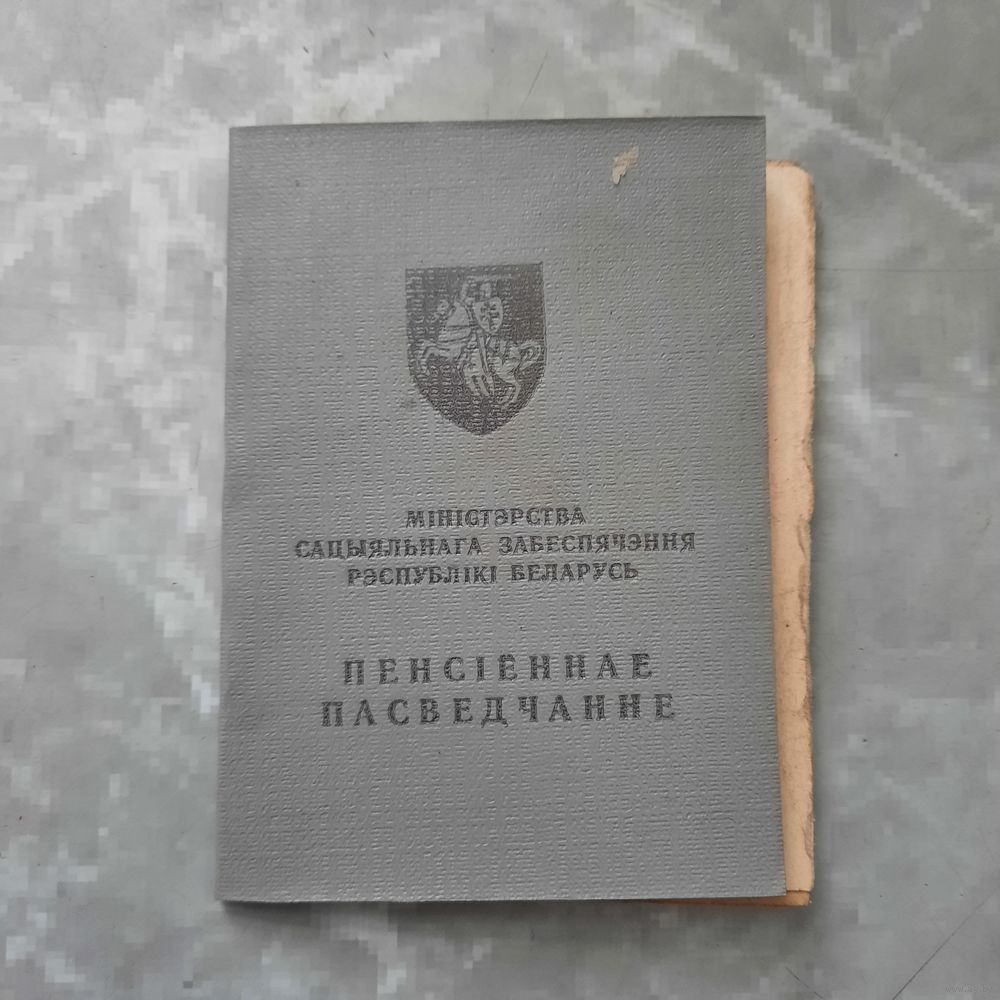 МІНІСТЭРСТВА
САЦЫЯЛЬНАГА ЗАБЕСПЯЧЭННЯ
РЭСПУБЛІКІ БЕЛАРУСЬ
ПЕНСІЁННАЕ
ПАСВЕДЧАННЕ